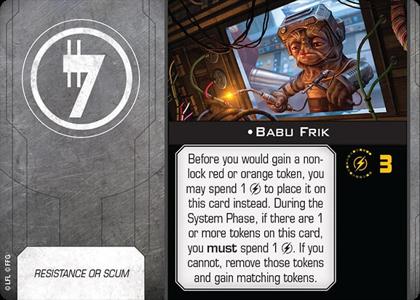 7
• BABU FRIK
3
Before you would gain a non-
lock red or orange token, you
may spend 1 to place it on
this card instead. During the
System Phase, if there are 1
or more tokens on this card,
you must spend 1 . If you
cannot, remove those tokens
and gain matching tokens.
RESISTANCE OR SCUM
©LFL ©FFG